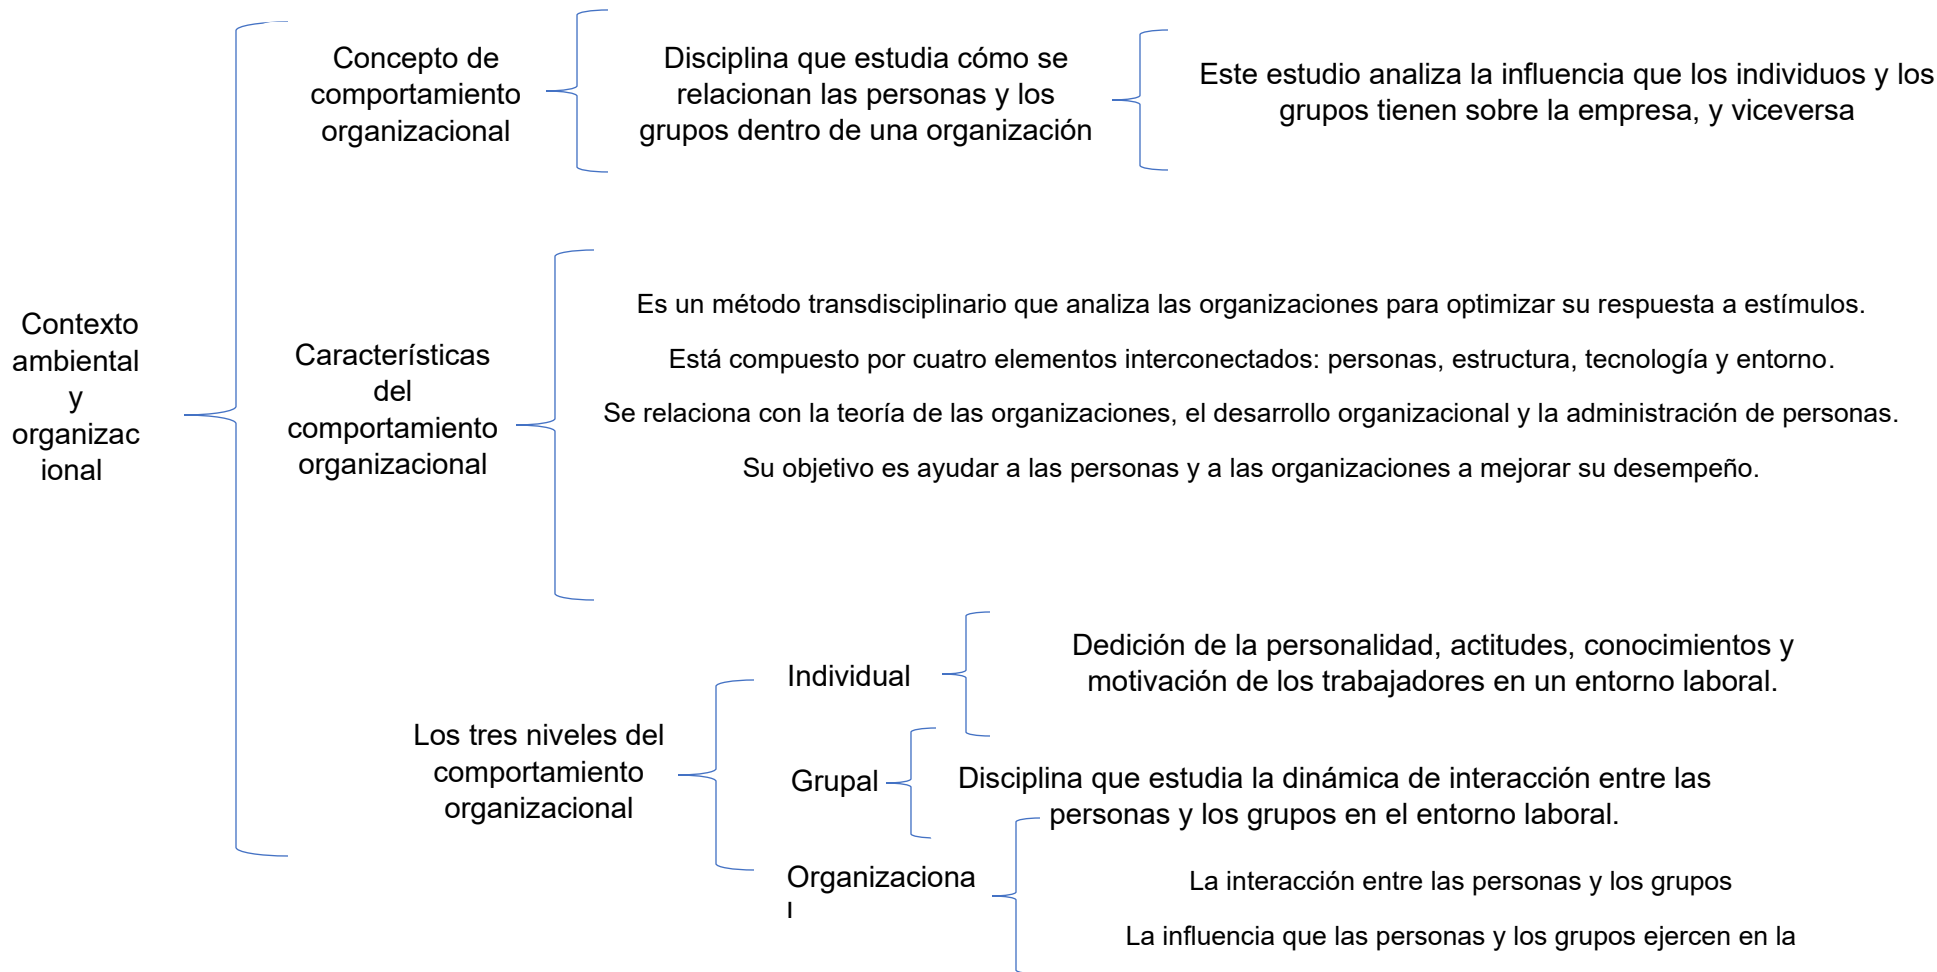 Contexto
ambiental
y
organizac
ional
Concepto de
comportamiento
organizacional
Disciplina que estudia cómo se
relacionan las personas y los
grupos dentro de una organización
Este estudio analiza la influencia que los individuos y los
grupos tienen sobre la empresa, y viceversa
Características
del
comportamiento
organizacional
Es un método transdisciplinario que analiza las organizaciones para optimizar su respuesta a estímulos.
Está compuesto por cuatro elementos interconectados: personas, estructura, tecnología y entorno.
Se relaciona con la teoría de las organizaciones, el desarrollo organizacional y la administración de personas.
Su objetivo es ayudar a las personas y a las organizaciones a mejorar su desempeño.
Los tres niveles del
comportamiento
organizacional
Individual
Dedición de la personalidad, actitudes, conocimientos y
motivación de los trabajadores en un entorno laboral.
Grupal
Disciplina que estudia la dinámica de interacción entre las
personas y los grupos en el entorno laboral.
Organizaciona
l
La interacción entre las personas y los grupos
La influencia que las personas y los grupos ejercen en la